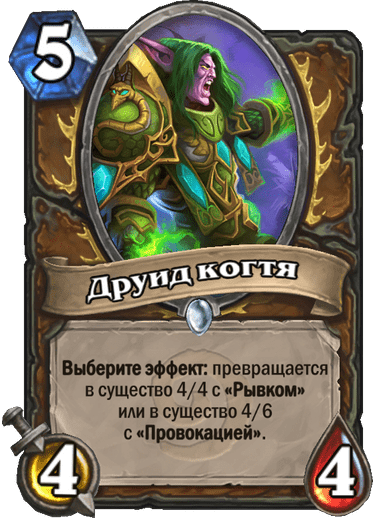 5
Друид когтя
Выберите эффект: превращается
в существо 4/4 с «Рывком»
или в существо 4/6
с «Провокацией».
4
4